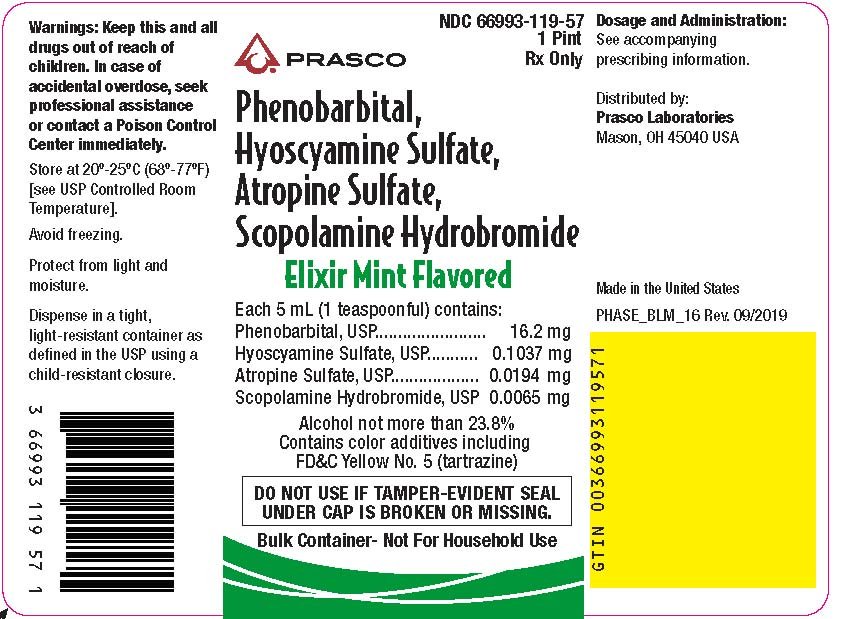 Warnings: Keep this and all
drugs out of reach of
children. In case of
accidental overdose, seek
professional assistance
or contact a Poison Control
Center immediately.
Store at 20º-25ºC (68º-77ºF)
[see USP Controlled Room
Temperature].
Avoid freezing.
Protect from light and
moisture.
Dispense in a tight,
light-resistant container as
defined in the USP using a
child-resistant closure.
3 66993 119 57 1
NDC 66993-119-57
1 Pint
Rx Only
PRASCO
Phenobarbital,
Hyoscyamine Sulfate,
Atropine Sulfate,
Scopolamine Hydrobromide
Elixir Mint Flavored
Each 5 mL (1 teaspoonful) contains:
Phenobarbital, USP........................ 16.2 mg
Hyoscyamine Sulfate, USP........... 0.1037 mg
Atropine Sulfate, USP................... 0.0194 mg
Scopolamine Hydrobromide, USP 0.0065 mg
Alcohol not more than 23.8%
Contains color additives including
FD&C Yellow No. 5 (tartrazine)
DO NOT USE IF TAMPER-EVIDENT SEAL
UNDER CAP IS BROKEN OR MISSING.
Bulk Container- Not For Household Use
Dosage and Administration:
See accompanying
prescribing information.
Distributed by:
Prasco Laboratories
Mason, OH 45040 USA
Made in the United States
PHASE_BLM_16 Rev. 09/2019
GTIN 00366993119571